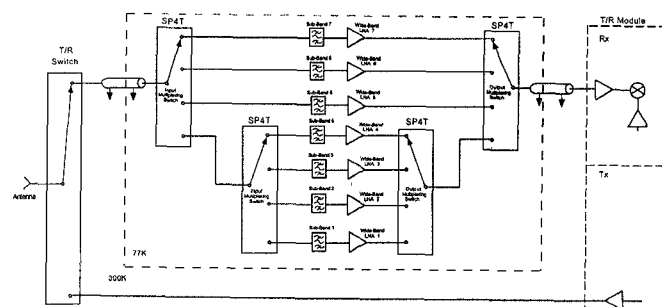 SP4T
SP4T
T/R Module
T/R
Switch
Rx
Sub-Band 7
Wide-Band
LNA 7
Sub-Band 6
Wide-Band
LNA 6
Input
Multiplexing
Switch
Output
Multiplexing
Switch
Sub-Band 5
Wide-Band
LNA 5
SP4T
SP4T
Sub-Band 4
Wide-Band
LNA 4
Sub-Band 3
Wide-Band
LNA 3
Input
Multiplexing
Switch
Output
Multiplexing
Switch
Tx
Antenna
Sub-Band 2
Wide-Band
LNA 2
Sub-Band 1
Wide-Band
LNA 1
77K
300K